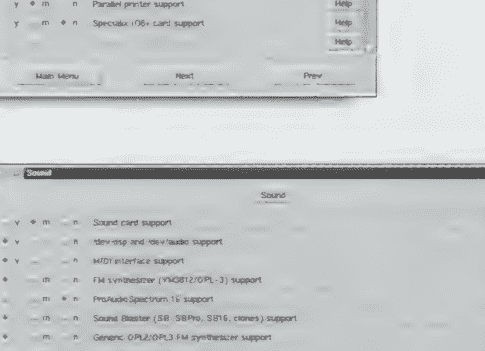 y m n Parallel printer support Help
y m n Specialix IO8+ card support Help
Help
Main Menu Next Prev
Sound
Sound
y m n Sound card support
y n /dev/dsp and /dev/audio support
y n MIDI interface support
m n FM synthesizer (YM3812/OPL-3) support
m n ProAudioSpectrum 16 support
m n Sound Blaster (SB, SBPro, SB16, clones) support
m n Generic OPL2/OPL3 FM synthesizer support